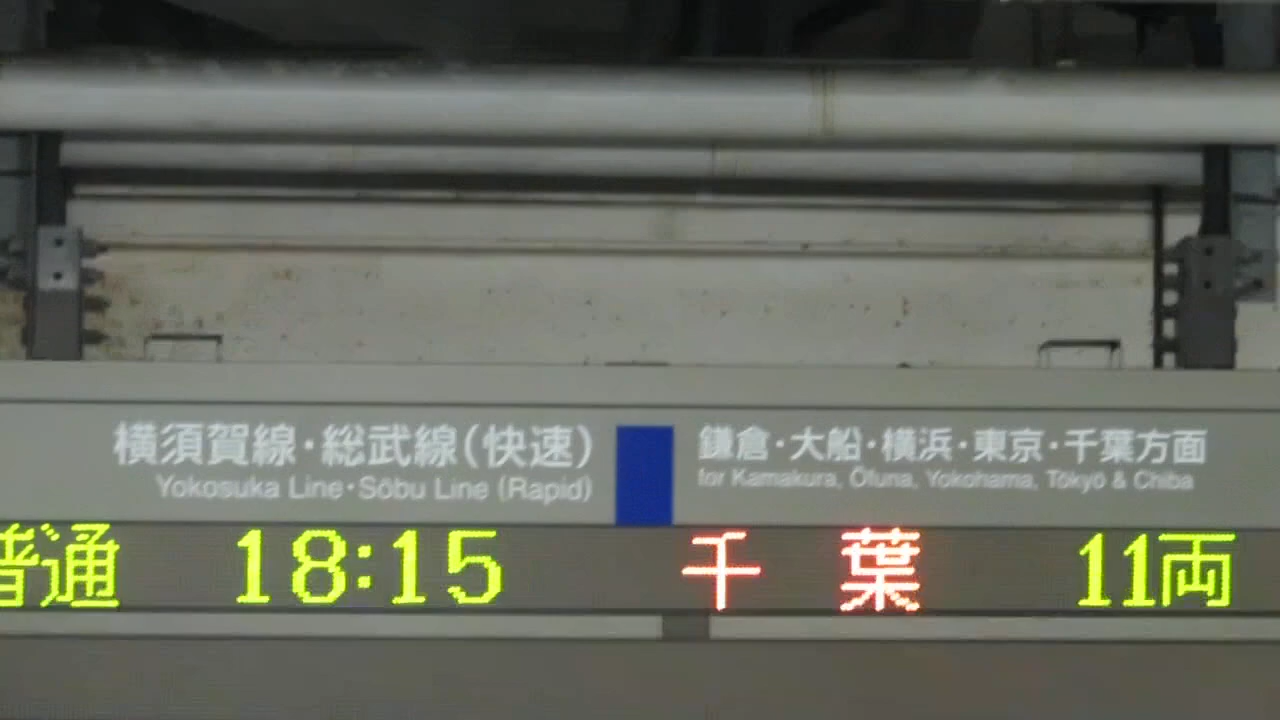 横須賀線・総武線(快速)
Yokosuka Line・Sōbu Line (Rapid)
鎌倉・大船・横浜・東京・千葉方面
for Kamakura, Ōfuna, Yokohama, Tōkyō & Chiba
普通 18:15 千葉 11両